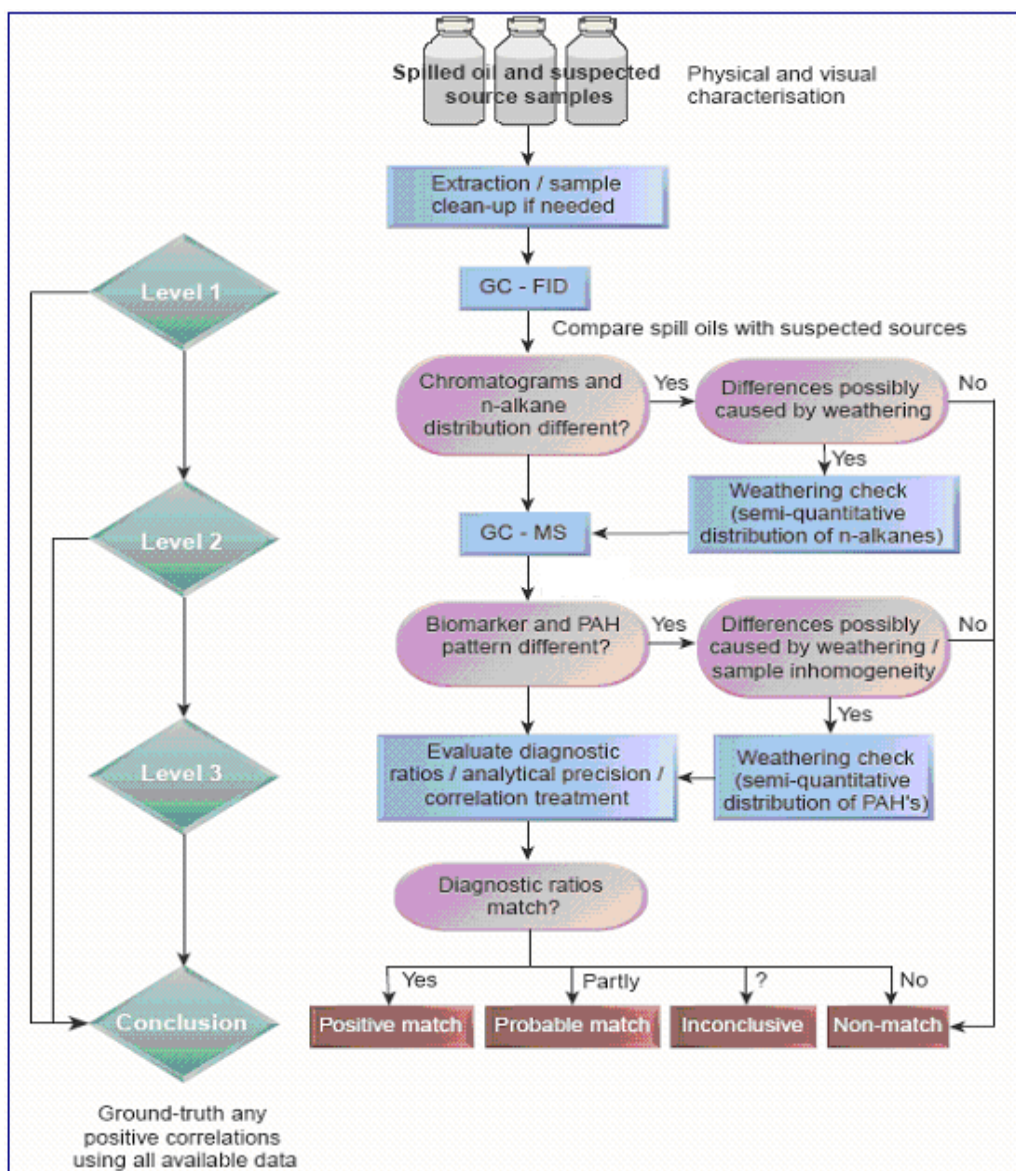 Spilled oil and suspected
source samples
Physical and visual
characterisation
Extraction / sample
clean-up if needed
Level 1
GC - FID
Compare spill oils with suspected sources
Chromatograms and
n-alkane
distribution different?
Yes
Differences possibly
caused by weathering
No
Yes
Weathering check
(semi-quantitative
distribution of n-alkanes)
Level 2
GC - MS
Biomarker and PAH
pattern different?
Yes
Differences possibly
caused by weathering /
sample inhomogeneity
No
Yes
Level 3
Evaluate diagnostic
ratios / analytical precision /
correlation treatment
Weathering check
(semi-quantitative
distribution of PAH's)
Diagnostic ratios
match?
Yes
Partly
?
No
Conclusion
Positive match
Probable match
Inconclusive
Non-match
Ground-truth any
positive correlations
using all available data